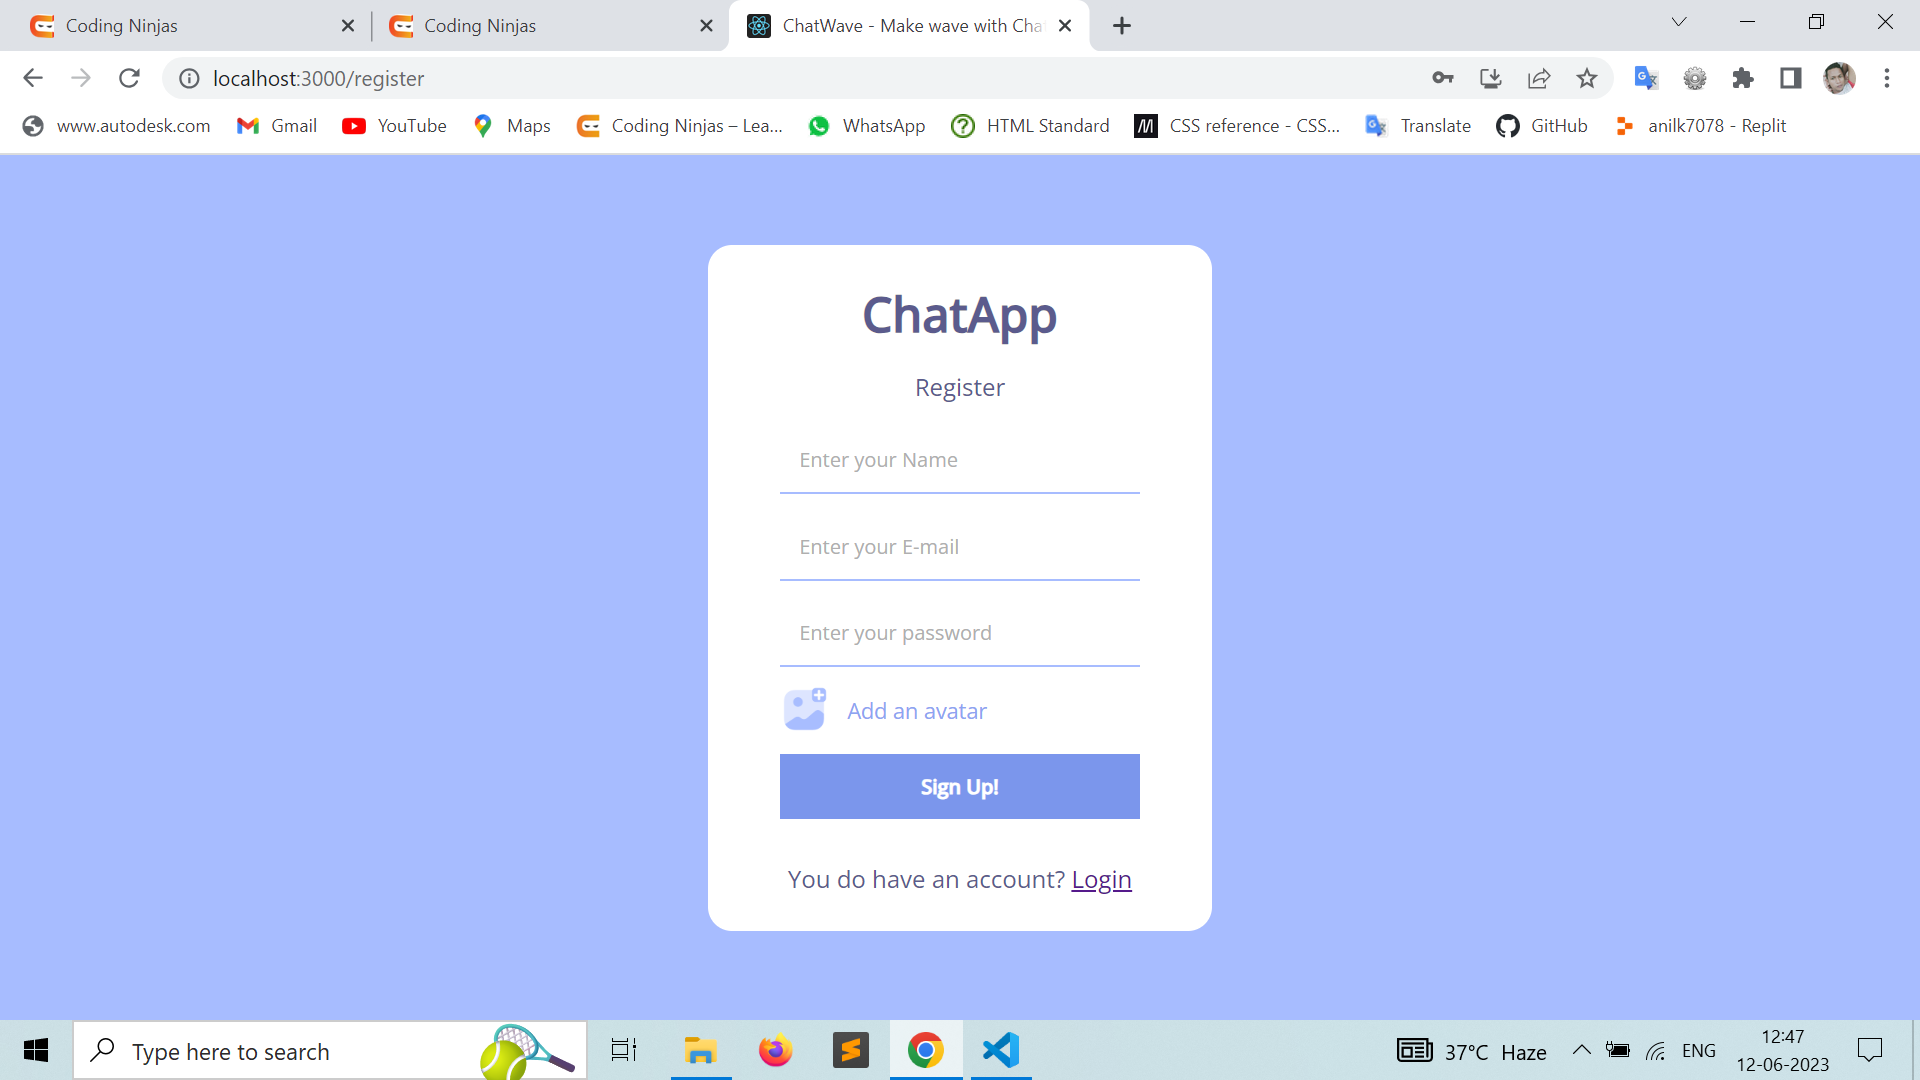 Coding Ninjas
Coding Ninjas
ChatWave - Make wave with Cha
localhost:3000/register
www.autodesk.com
Gmail
YouTube
Maps
Coding Ninjas – Lea...
WhatsApp
HTML Standard
CSS reference - CSS...
Translate
GitHub
anilk7078 - Replit
ChatApp
Register
Enter your Name
Enter your E-mail
Enter your password
Add an avatar
Sign Up!
You do have an account? Login
Type here to search
37°C Haze
ENG
12:47
12-06-2023